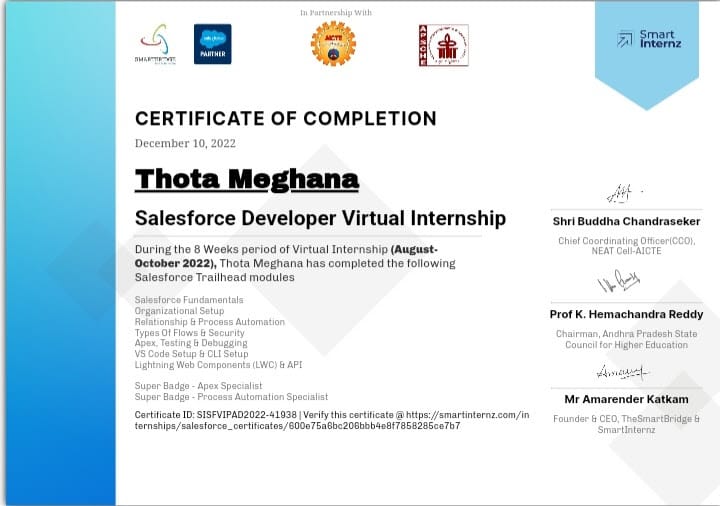 In Partnership With
SMARTBRIDGE
salesforce
PARTNER
AICTE
APSCHE
Smart
Internz
CERTIFICATE OF COMPLETION
December 10, 2022
Thota Meghana
Salesforce Developer Virtual Internship
During the 8 Weeks period of Virtual Internship (August-
October 2022), Thota Meghana has completed the following
Salesforce Trailhead modules
Salesforce Fundamentals
Organizational Setup
Relationship & Process Automation
Types Of Flows & Security
Apex, Testing & Debugging
VS Code Setup & CLI Setup
Lightning Web Components (LWC) & API
Super Badge - Apex Specialist
Super Badge - Process Automation Specialist
Certificate ID: SISFVIPAD2022-41938 | Verify this certificate @ https://smartinternz.com/in
ternships/salesforce_certificates/600e75a6bc206bbb4e8f7858285ce7b7
Shri Buddha Chandraseker
Chief Coordinating Officer(CCO),
NEAT Cell-AICTE
Prof K. Hemachandra Reddy
Chairman, Andhra Pradesh State
Council for Higher Education
Mr Amarender Katkam
Founder & CEO, TheSmartBridge &
SmartInternz